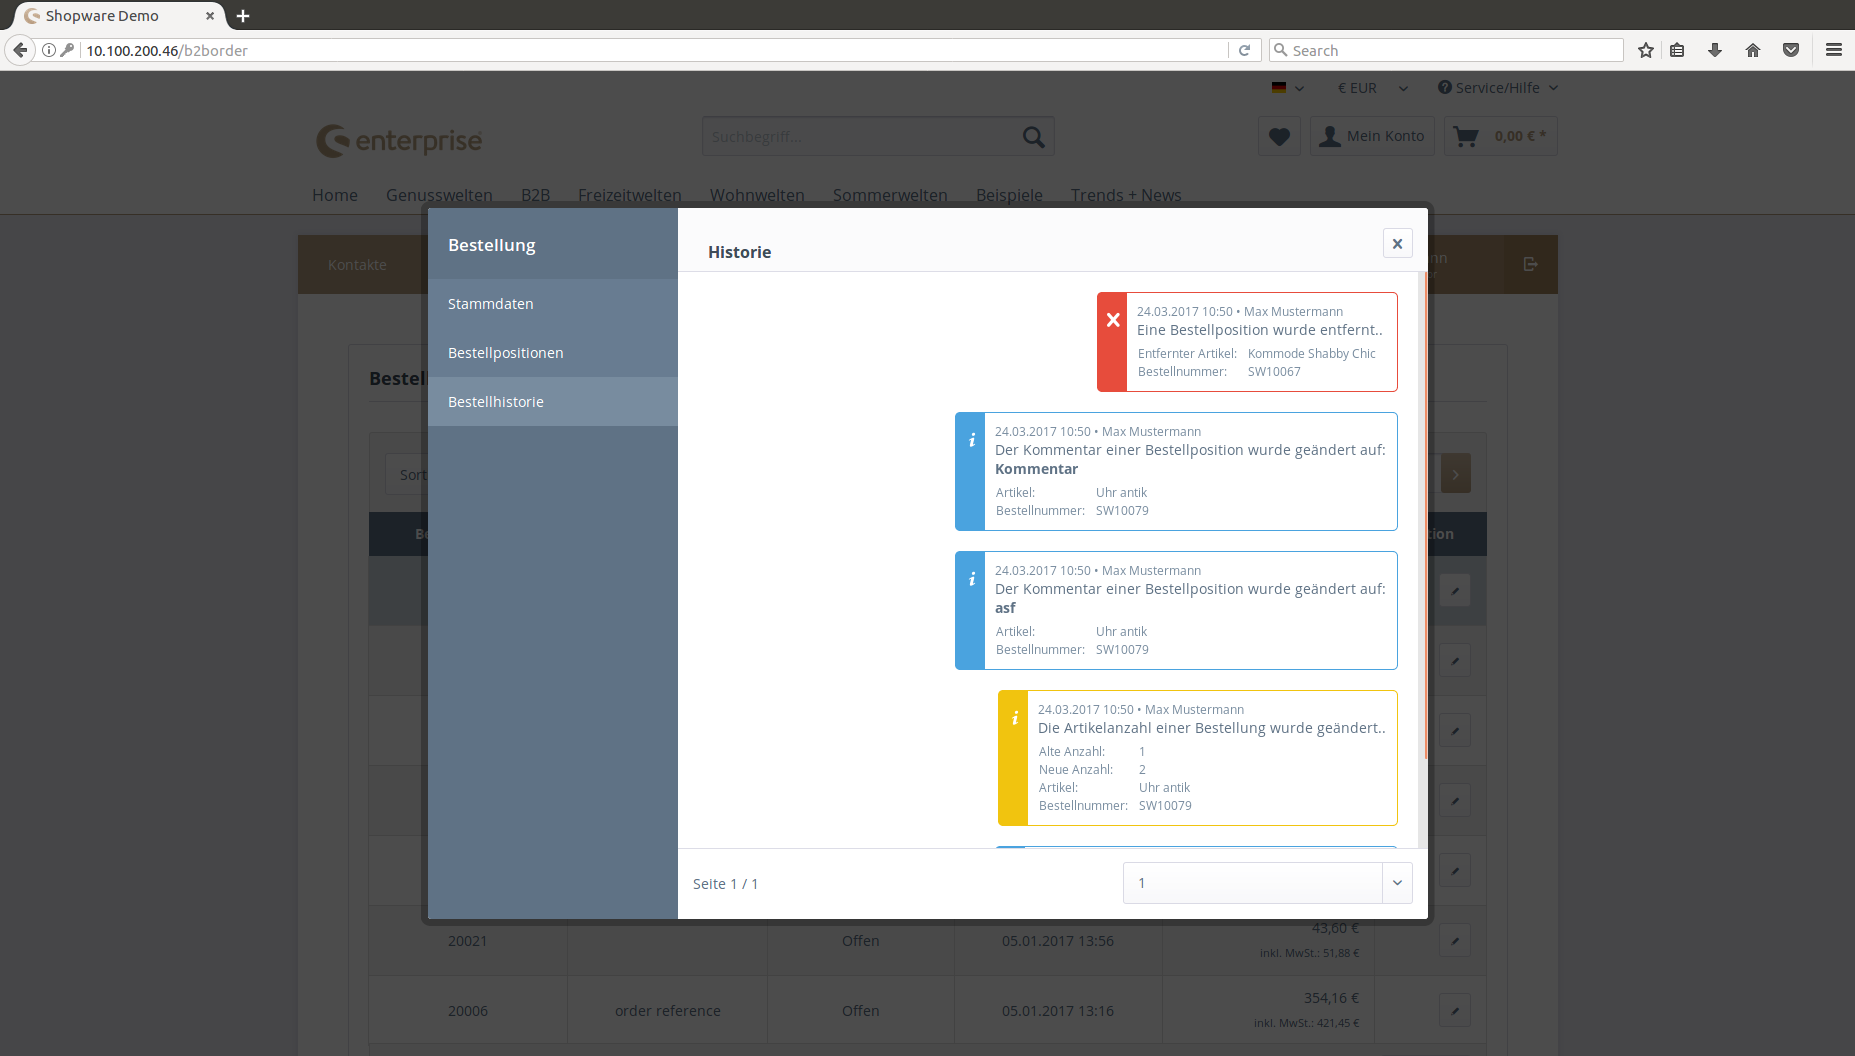 Shopware Demo
10.100.200.46/b2border
Search
€ EUR
Service/Hilfe
enterprise
Suchbegriff...
Mein Konto
0,00 € *
Home Genusswelten B2B Freizeitwelten Wohnwelten Sommerwelten Beispiele Trends + News
Kontakte
Bestellung
Stammdaten
Bestellpositionen
Bestellhistorie
Historie
24.03.2017 10:50 • Max Mustermann
Eine Bestellposition wurde entfernt..
Entfernter Artikel: Kommode Shabby Chic
Bestellnummer: SW10067
24.03.2017 10:50 • Max Mustermann
Der Kommentar einer Bestellposition wurde geändert auf:
Kommentar
Artikel: Uhr antik
Bestellnummer: SW10079
24.03.2017 10:50 • Max Mustermann
Der Kommentar einer Bestellposition wurde geändert auf:
asf
Artikel: Uhr antik
Bestellnummer: SW10079
24.03.2017 10:50 • Max Mustermann
Die Artikelanzahl einer Bestellung wurde geändert..
Alte Anzahl: 1
Neue Anzahl: 2
Artikel: Uhr antik
Bestellnummer: SW10079
Seite 1 / 1
1
20021 Offen 05.01.2017 13:56 43,60 €
inkl. MwSt.: 51,88 €
20006 order reference Offen 05.01.2017 13:16 354,16 €
inkl. MwSt.: 421,45 €